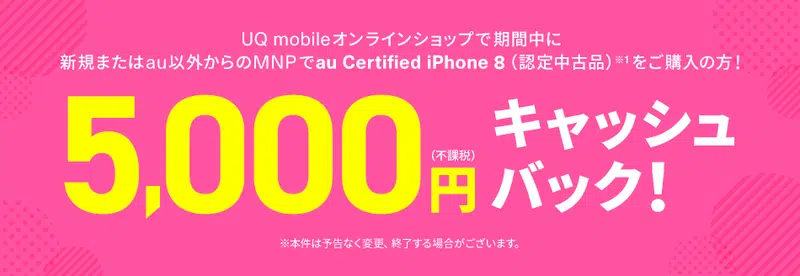 UQ mobileオンラインショップで期間中に
新規またはau以外からのMNPでau Certified iPhone 8（認定中古品）※1をご購入の方！
5,000円（不課税）キャッシュ
バック！
※本件は予告なく変更、終了する場合がございます。